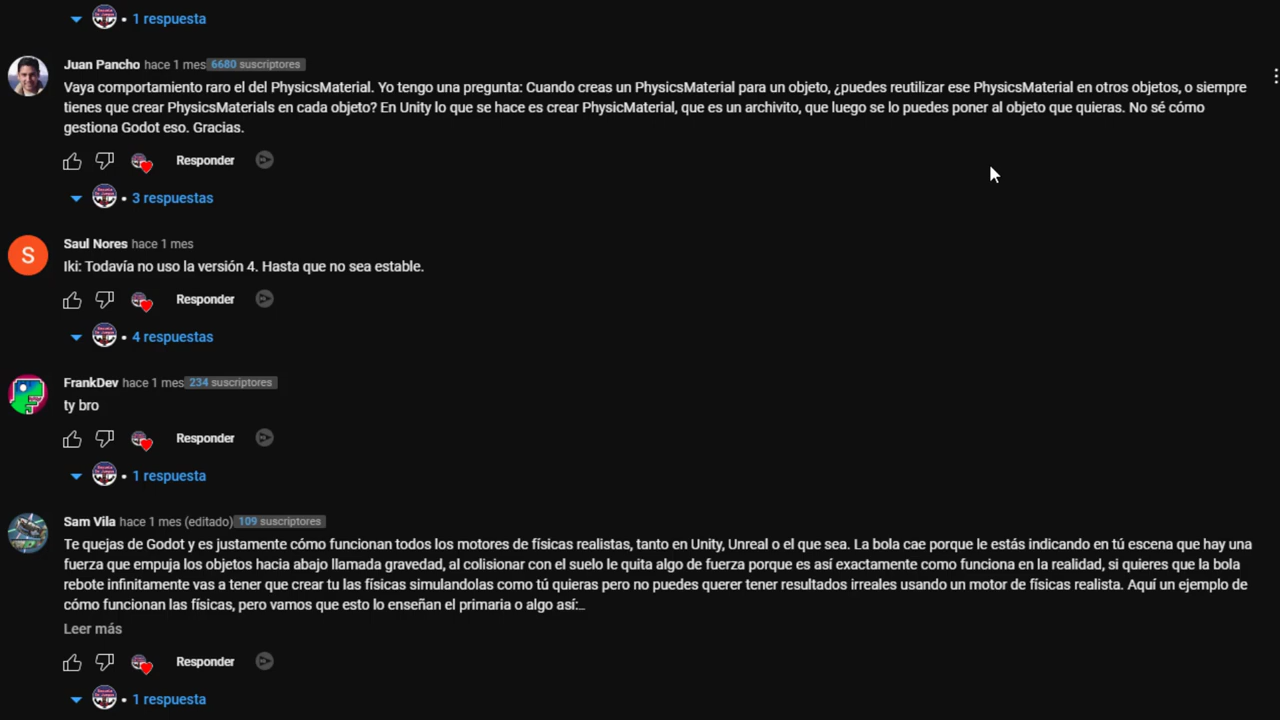 • 1 respuesta
Juan Pancho hace 1 mes 6680 suscriptores
Vaya comportamiento raro el del PhysicsMaterial. Yo tengo una pregunta: Cuando creas un PhysicsMaterial para un objeto, ¿puedes reutilizar ese PhysicsMaterial en otros objetos, o siempre
tienes que crear PhysicsMaterials en cada objeto? En Unity lo que se hace es crear PhysicMaterial, que es un archivito, que luego se lo puedes poner al objeto que quieras. No sé cómo
gestiona Godot eso. Gracias.
Responder
• 3 respuestas
S
Saul Nores hace 1 mes
Iki: Todavía no uso la versión 4. Hasta que no sea estable.
Responder
• 4 respuestas
FrankDev hace 1 mes 234 suscriptores
ty bro
Responder
• 1 respuesta
Sam Vila hace 1 mes (editado) 109 suscriptores
Te quejas de Godot y es justamente cómo funcionan todos los motores de físicas realistas, tanto en Unity, Unreal o el que sea. La bola cae porque le estás indicando en tú escena que hay una
fuerza que empuja los objetos hacia abajo llamada gravedad, al colisionar con el suelo le quita algo de fuerza porque es así exactamente como funciona en la realidad, si quieres que la bola
rebote infinitamente vas a tener que crear tu las físicas simulandolas como tú quieras pero no puedes querer tener resultados irreales usando un motor de físicas realista. Aquí un ejemplo de
cómo funcionan las físicas, pero vamos que esto lo enseñan el primaria o algo así:...
Leer más
Responder
• 1 respuesta